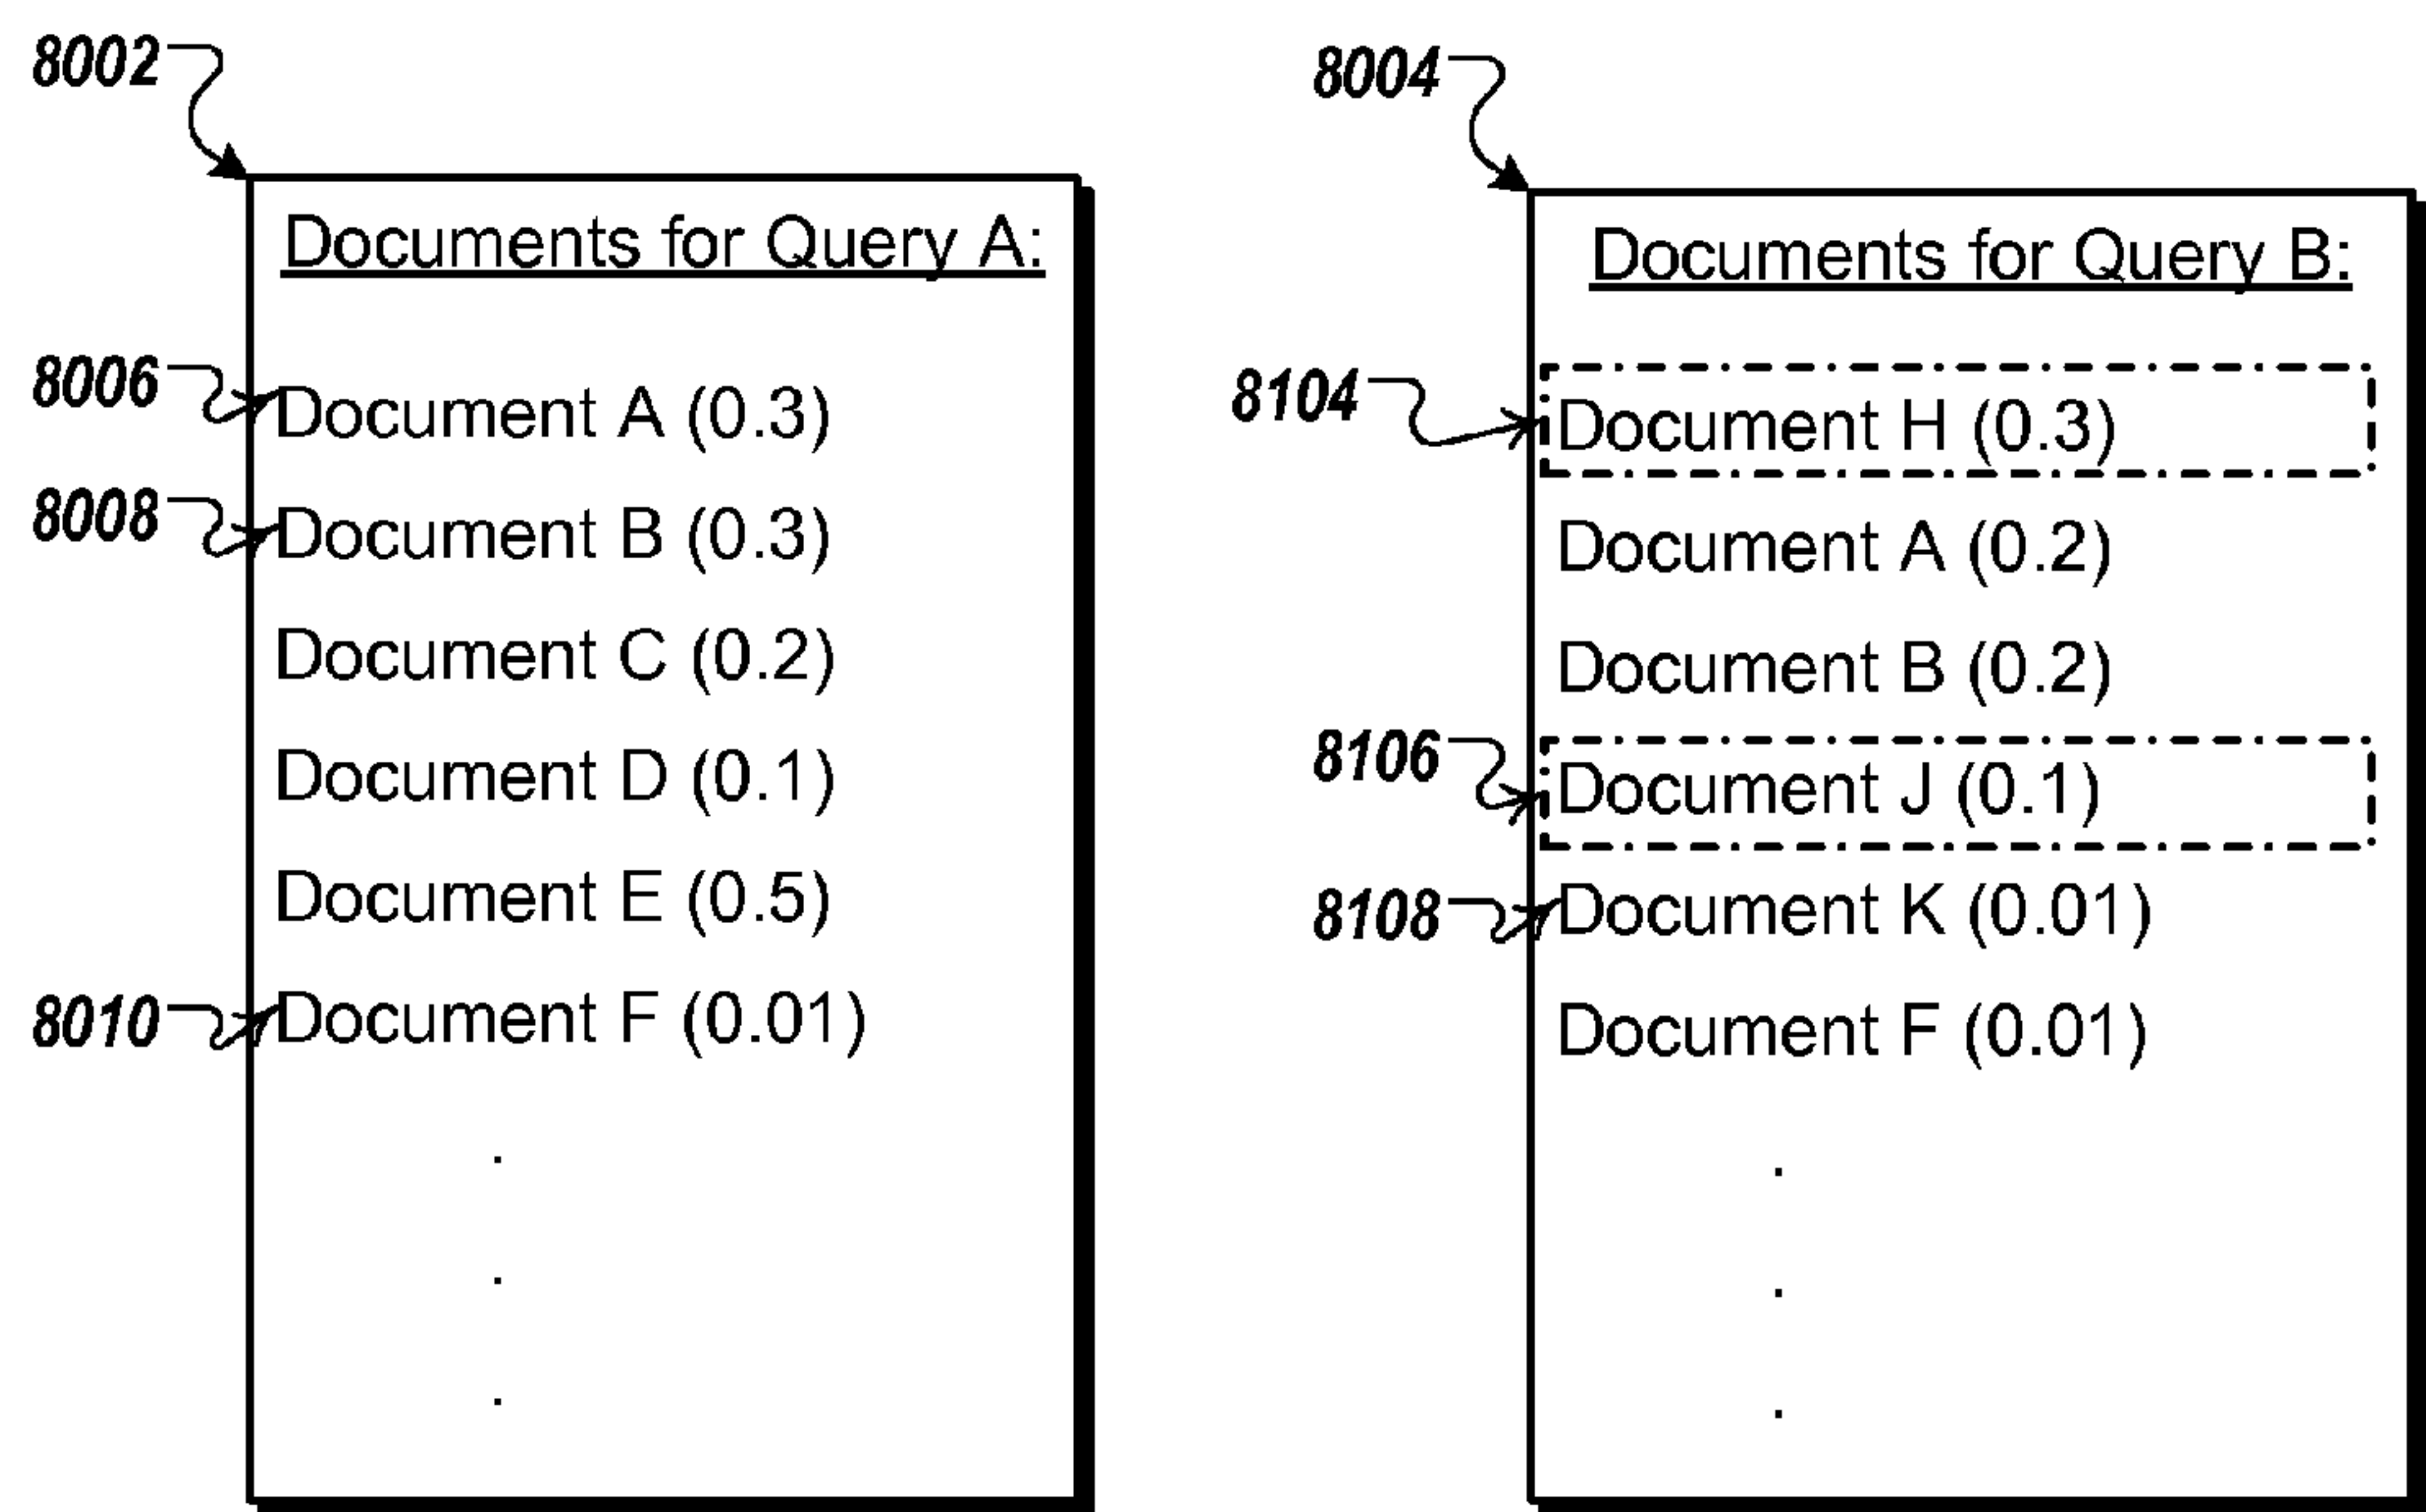 8002
Documents for Query A:
8006
Document A (0.3)
8008
Document B (0.3)
Document C (0.2)
Document D (0.1)
Document E (0.5)
8010
Document F (0.01)
.
.
.
8004
Documents for Query B:
8104
Document H (0.3)
Document A (0.2)
Document B (0.2)
8106
Document J (0.1)
8108
Document K (0.01)
Document F (0.01)
.
.
.